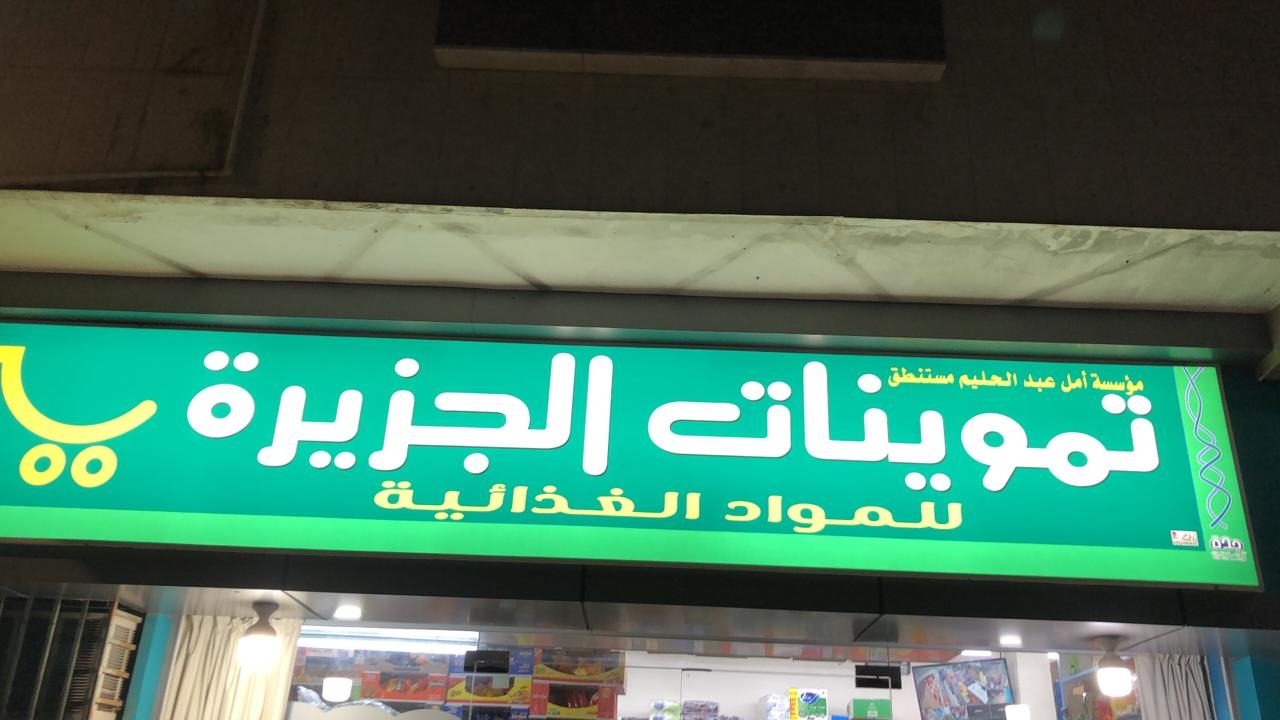 مؤسسة أمل عبد الحليم مستنطق
تموينات الجزيرة
للمواد الغذائية